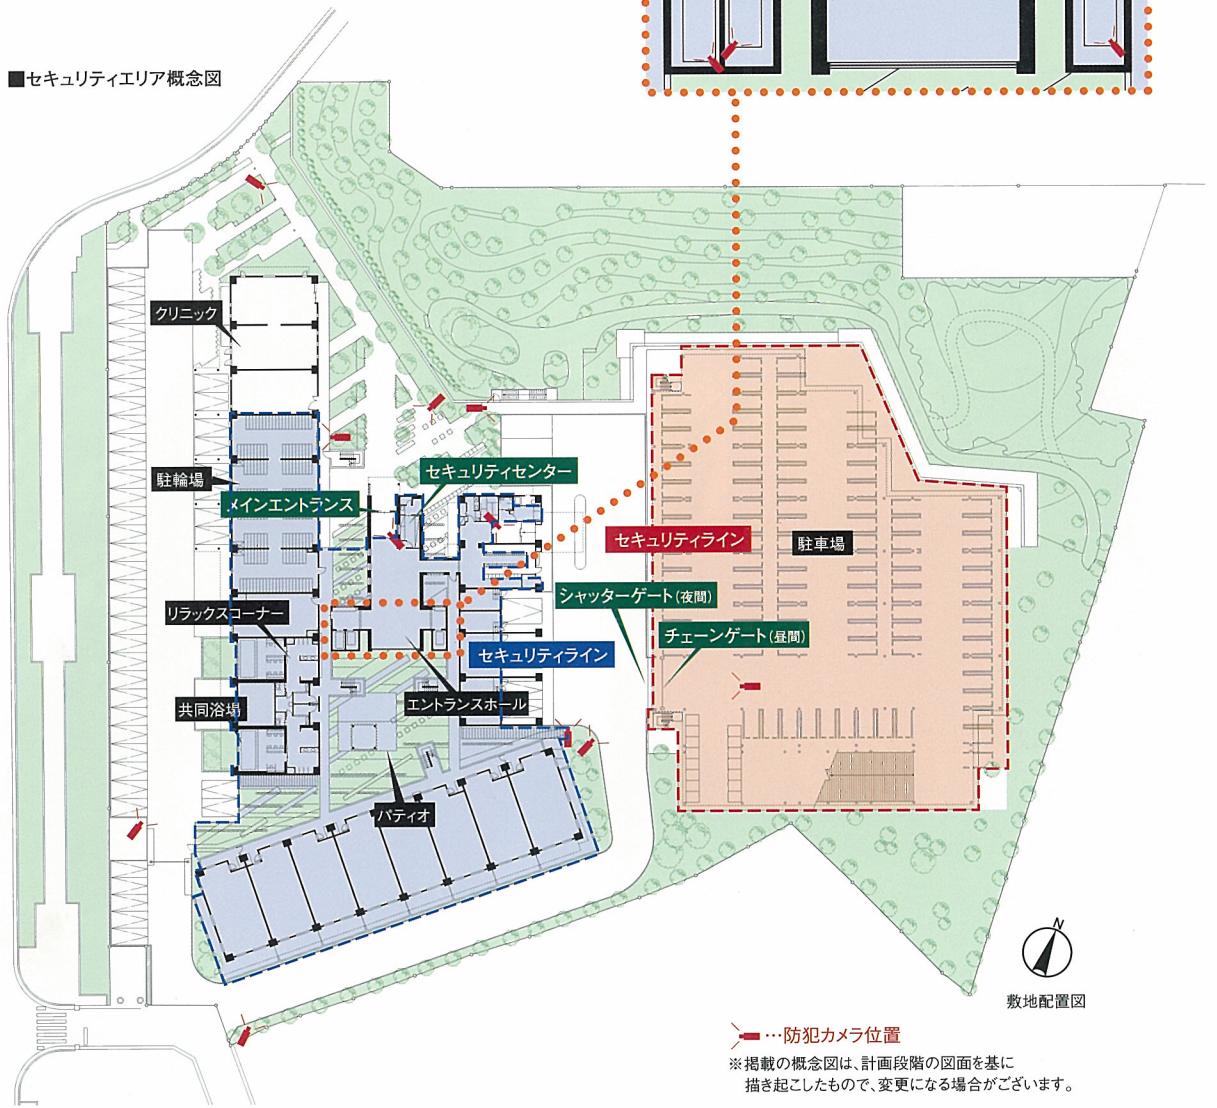 ■セキュリティエリア概念図
クリニック
駐輪場
セキュリティセンター
メインエントランス
セキュリティライン
駐車場
シャッターゲート(夜間)
リラックスコーナー
チェーンゲート(昼間)
セキュリティライン
共同浴場
エントランスホール
パティオ
N
敷地配置図
…防犯カメラ位置
※掲載の概念図は、計画段階の図面を基に
描き起こしたもので、変更になる場合がございます。